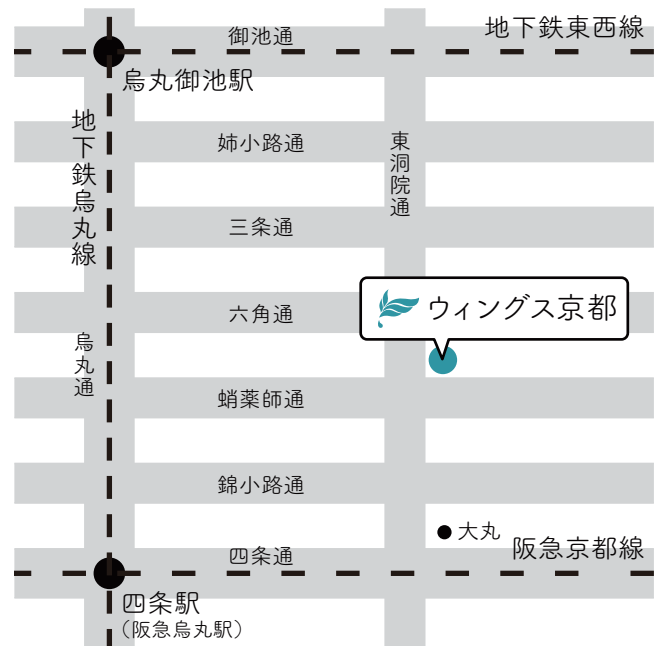 御池通
地下鉄東西線
烏丸御池駅
地下鉄烏丸線
姉小路通
東洞院通
三条通
ウィングス京都
六角通
烏丸通
蛸薬師通
錦小路通
大丸
四条通
阪急京都線
四条駅
（阪急烏丸駅）